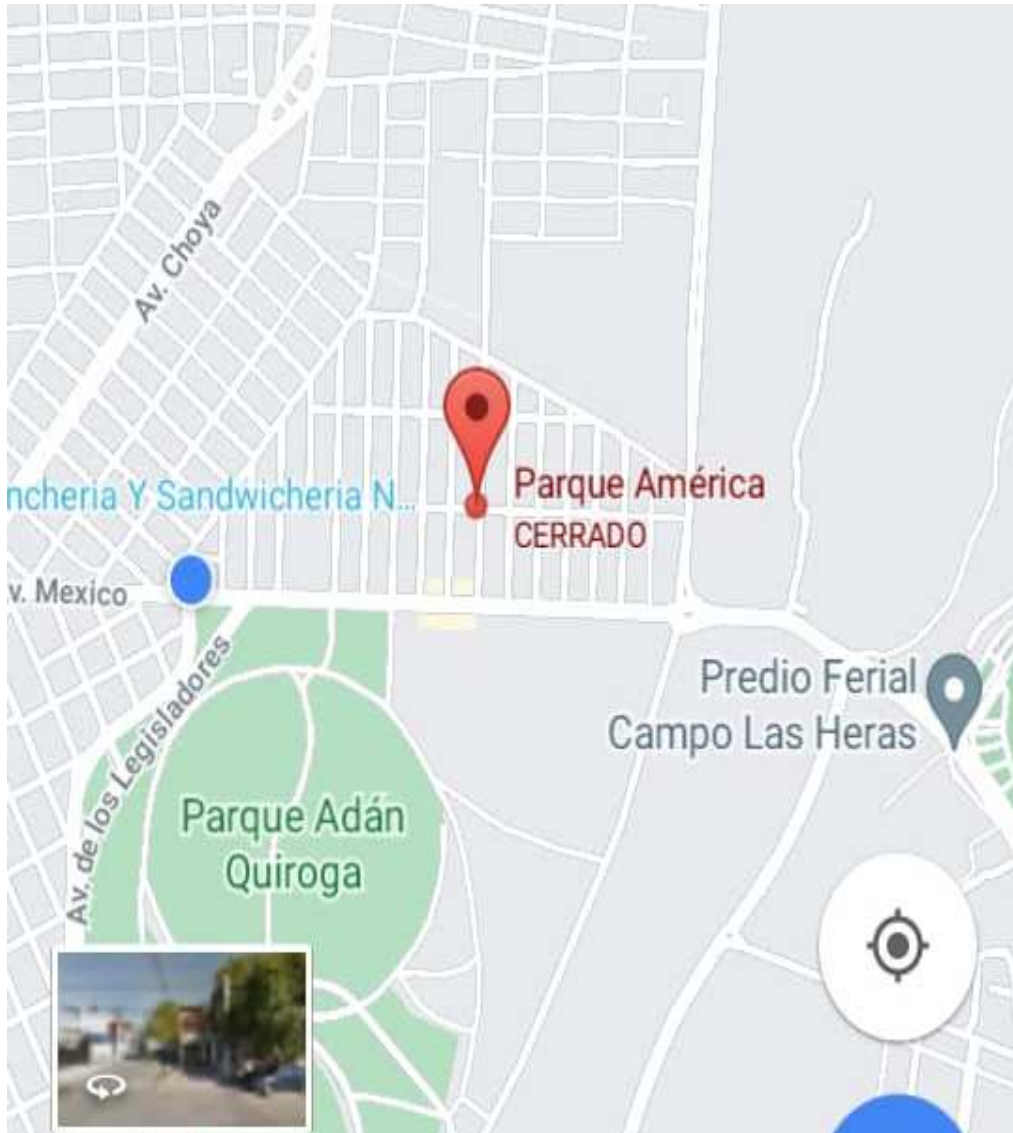 Av. Choya
ncheria Y Sandwicheria N...
Parque América
CERRADO
v. Mexico
Av. de los Legisladores
Predio Ferial
Campo Las Heras
Parque Adán
Quiroga